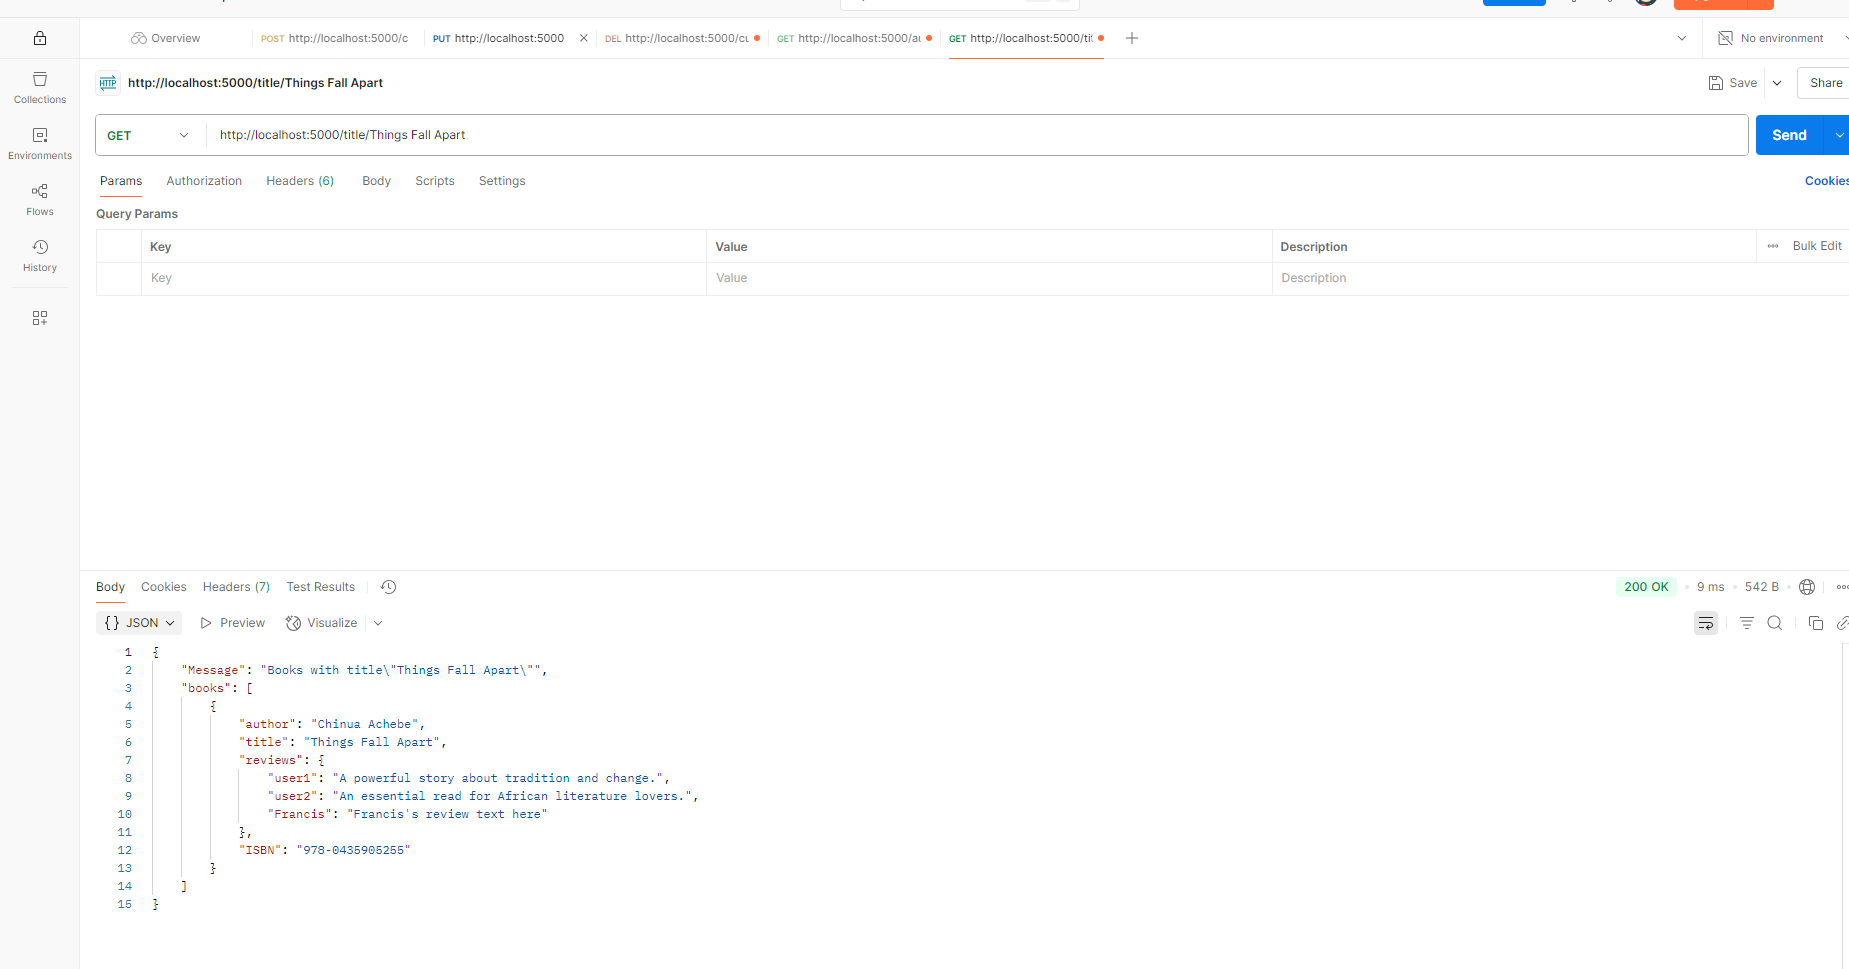 Overview
POST http://localhost:5000/c
PUT http://localhost:5000
DEL http://localhost:5000/cu
GET http://localhost:5000/au
GET http://localhost:5000/tit
No environment
Collections
Environments
Flows
History
HTTP http://localhost:5000/title/Things Fall Apart
Save
Share
GET http://localhost:5000/title/Things Fall Apart
Send
Params Authorization Headers (6) Body Scripts Settings
Cookies
Query Params
Key Value Description Bulk Edit
Key Value Description
Body Cookies Headers (7) Test Results
200 OK • 9 ms • 542 B •
{} JSON Preview Visualize
1 {
2 "Message": "Books with title\"Things Fall Apart\"",
3 "books": [
4 {
5 "author": "Chinua Achebe",
6 "title": "Things Fall Apart",
7 "reviews": {
8 "user1": "A powerful story about tradition and change.",
9 "user2": "An essential read for African literature lovers.",
10 "Francis": "Francis's review text here"
11 },
12 "ISBN": "978-0435905255"
13 }
14 ]
15 }